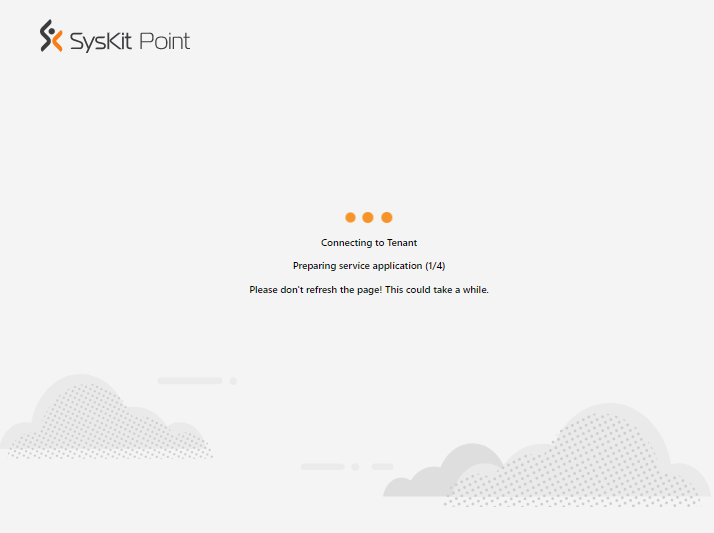 SysKit Point
Connecting to Tenant
Preparing service application (1/4)
Please don't refresh the page! This could take a while.